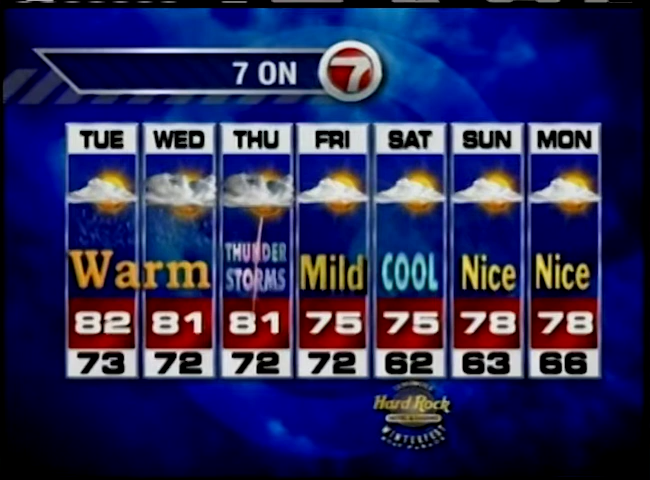 7 ON 7
TUE WED THU FRI SAT SUN MON
Warm THUNDER STORMS Mild COOL Nice Nice
82 81 81 75 75 78 78
73 72 72 72 62 63 66
Hard Rock
WINTERFEST